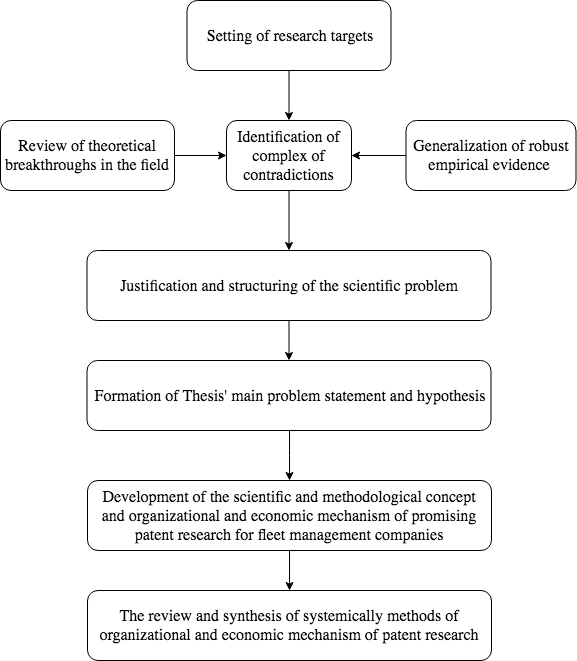 Setting of research targets
Review of theoretical
breakthroughs in the field
Identification of
complex of
contradictions
Generalization of robust
empirical evidence
Justification and structuring of the scientific problem
Formation of Thesis' main problem statement and hypothesis
Development of the scientific and methodological concept
and organizational and economic mechanism of promising
patent research for fleet management companies
The review and synthesis of systemically methods of
organizational and economic mechanism of patent research